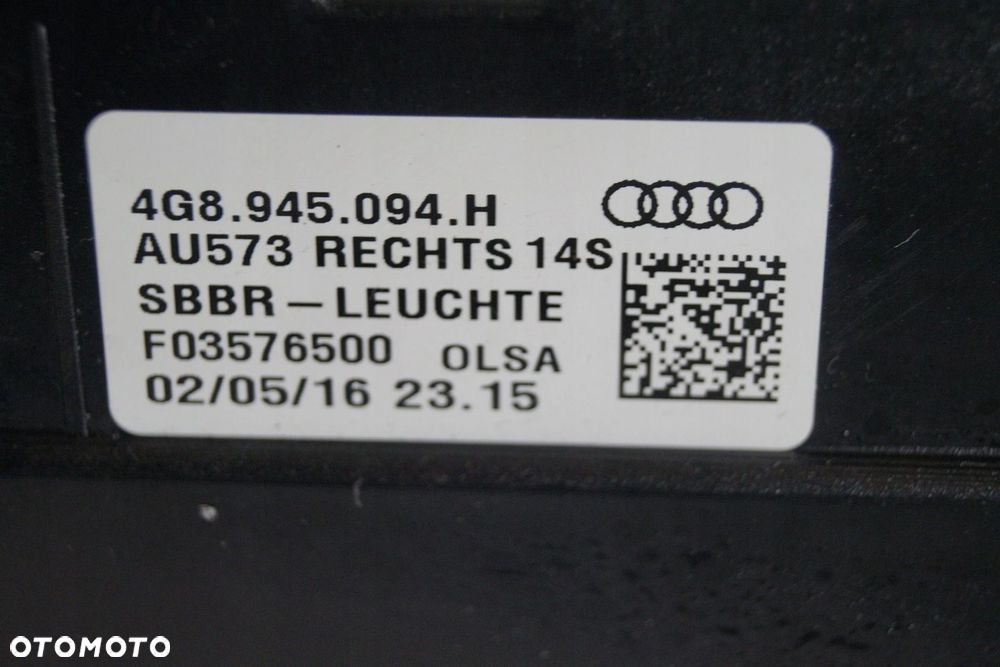 4G8.945.094.H
AU573 RECHTS 14S
SBBR – LEUCHTE
F03576500 OLSA
02/05/16 23.15
OTOMOTO